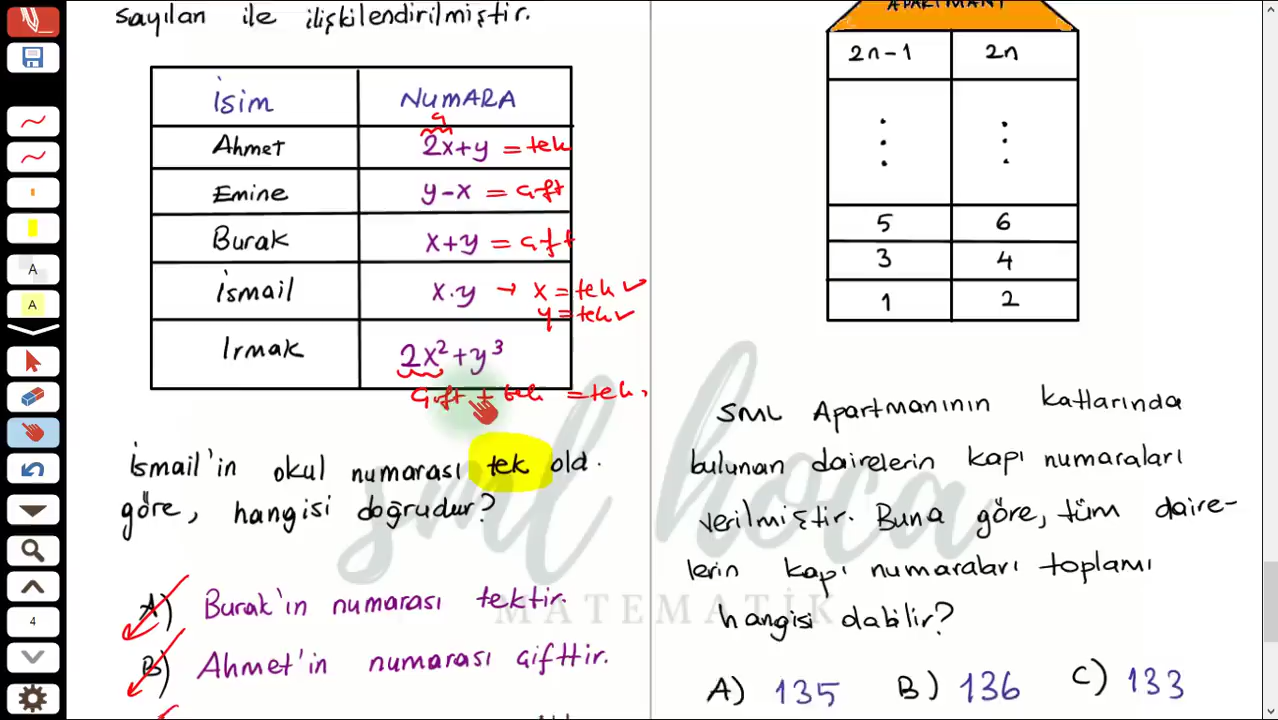 sayıları ile ilişkilendirilmiştir.
İsim NUMARA
ç
Ahmet 2x+y = tek
Emine y-x = çift
Burak x+y = çift
İsmail x.y → x = tek ✓
y = tek ✓
Irmak 2x²+y³
çift + tek = tek
İsmail'in okul numarası tek old.
göre, hangisi doğrudur?
A) Burak'ın numarası tektir.
B) Ahmet'in numarası çifttir.
APARTMANI
2n-1 2n
5 6
3 4
1 2
SML Apartmanının katlarında
bulunan dairelerin kapı numaraları
verilmiştir. Buna göre, tüm daire-
lerin kapı numaraları toplamı
hangisi olabilir?
A) 135 B) 136 C) 133
sml hoca
MATEMATİK
A
A
4